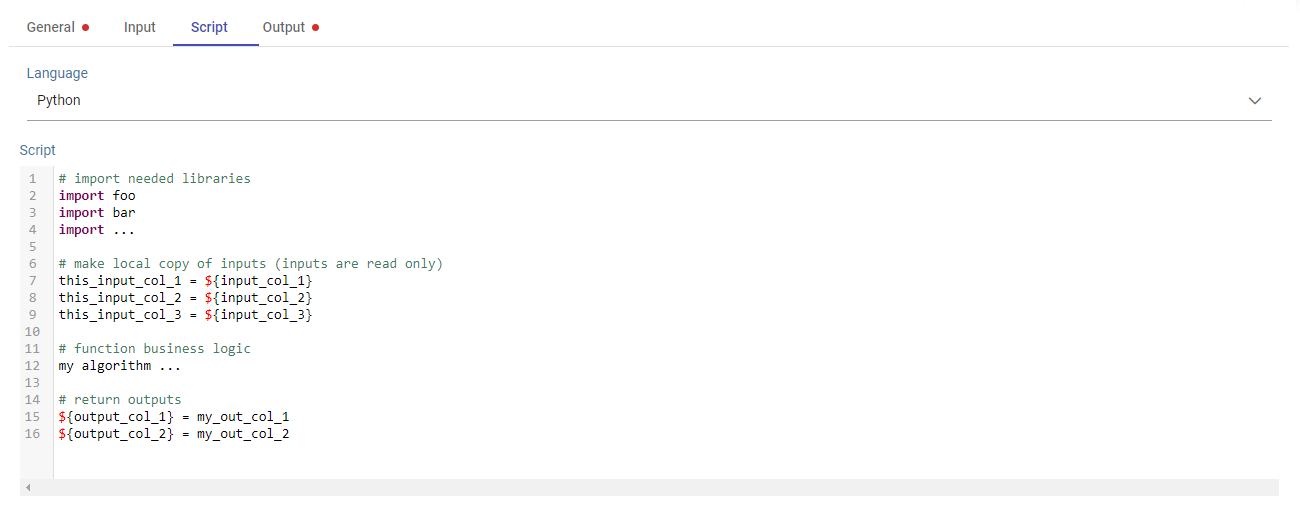 General Input Script Output
Language
Python
Script
1 # import needed libraries
2 import foo
3 import bar
4 import ...
5
6 # make local copy of inputs (inputs are read only)
7 this_input_col_1 = ${input_col_1}
8 this_input_col_2 = ${input_col_2}
9 this_input_col_3 = ${input_col_3}
10
11 # function business logic
12 my algorithm ...
13
14 # return outputs
15 ${output_col_1} = my_out_col_1
16 ${output_col_2} = my_out_col_2